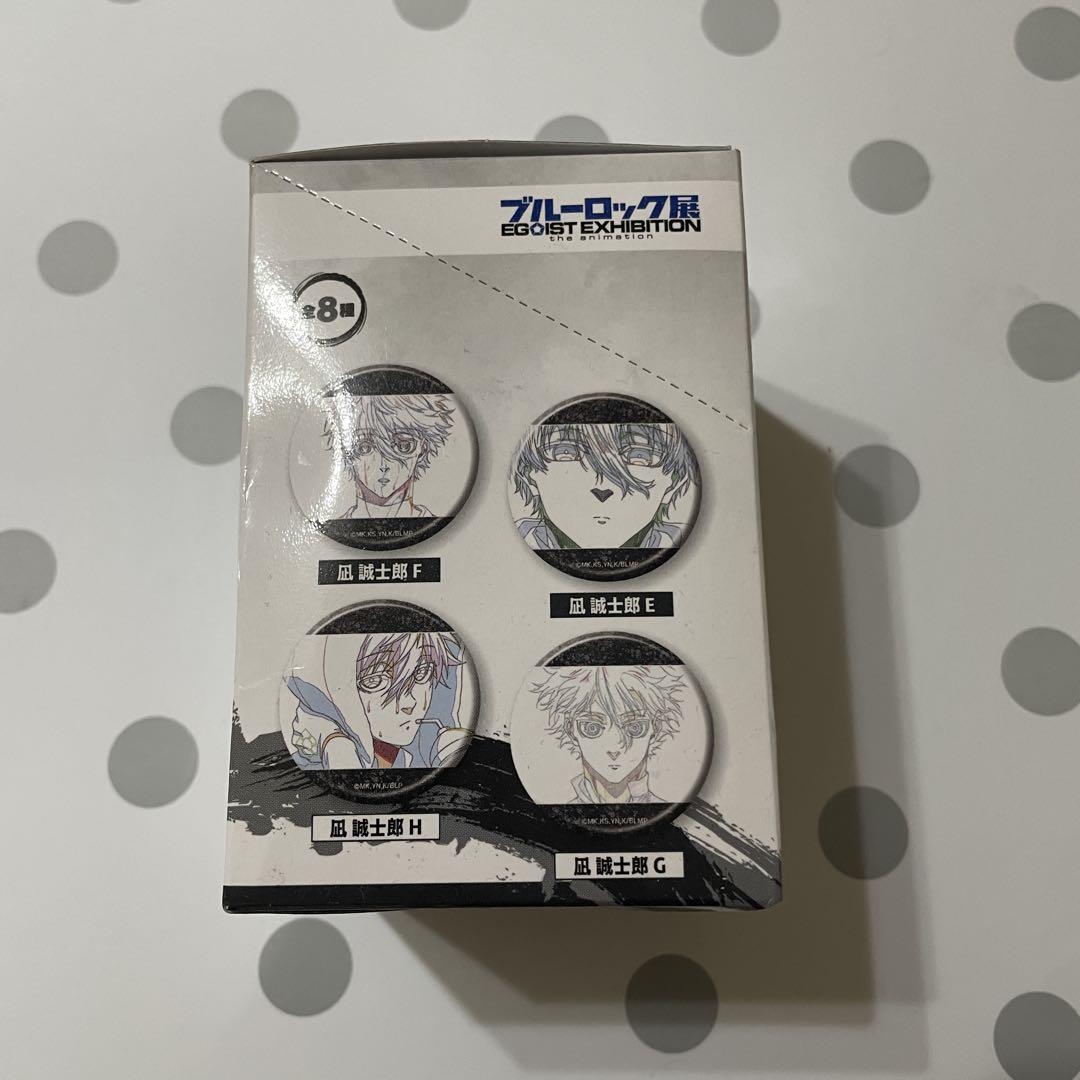 ブルーロック展
EGOIST EXHIBITION
the animation
全8種
©MK,KS,YN,K/BLMP
凪 誠士郎 F
©MK,KS,YN,K/BLMP
凪 誠士郎 E
©MK,YN,K/BLP
凪 誠士郎 H
©MK,KS,YN,K/BLMP
凪 誠士郎 G